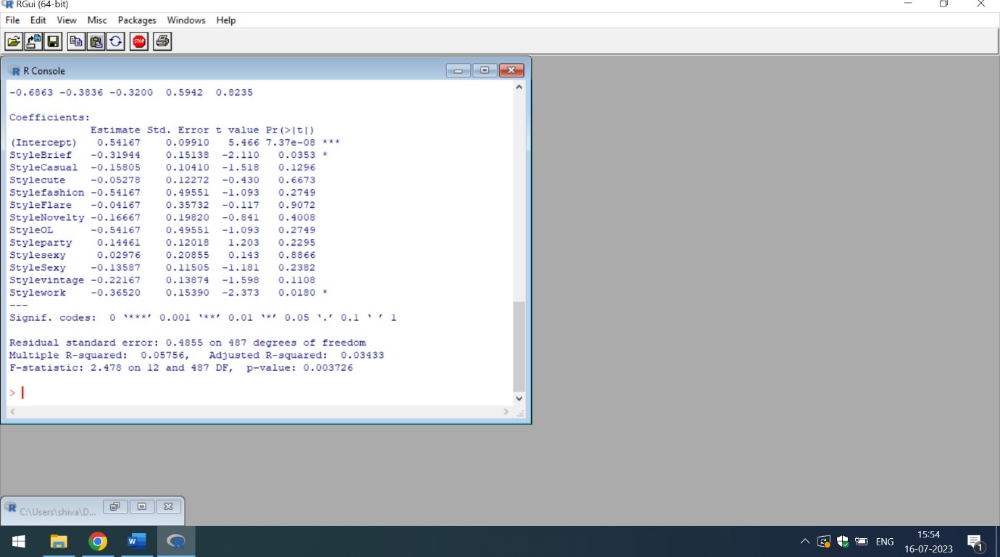 RGui (64-bit)
File Edit View Misc Packages Windows Help
STOP
R Console
-0.6863 -0.3836 -0.3200  0.5942  0.8235
Coefficients:
Estimate Std. Error t value Pr(>|t|)
(Intercept)  0.54167  0.09910  5.466 7.37e-08 ***
StyleBrief  -0.31944  0.15138  -2.110  0.0353 *
StyleCasual -0.15805  0.10410  -1.518  0.1296
Stylecute  -0.05278  0.12272  -0.430  0.6673
Stylefashion -0.54167  0.49551  -1.093  0.2749
StyleFlare  -0.04167  0.35732  -0.117  0.9072
StyleNovelty -0.16667  0.19820  -0.841  0.4008
StyleOL  -0.54167  0.49551  -1.093  0.2749
Styleparty  0.14461  0.12018  1.203  0.2295
Stylesexy  0.02976  0.20855  0.143  0.8866
StyleSexy  -0.13587  0.11505  -1.181  0.2382
Stylevintage -0.22167  0.13874  -1.598  0.1108
Stylework  -0.36520  0.15390  -2.373  0.0180 *
---
Signif. codes:  0 ‘***’ 0.001 ‘**’ 0.01 ‘*’ 0.05 ‘.’ 0.1 ‘ ’ 1
Residual standard error: 0.4855 on 487 degrees of freedom
Multiple R-squared:  0.05756,  Adjusted R-squared:  0.03433
F-statistic: 2.478 on 12 and 487 DF,  p-value: 0.003726
>
C:\Users\shiva\D...
ENG
15:54
16-07-2023
1